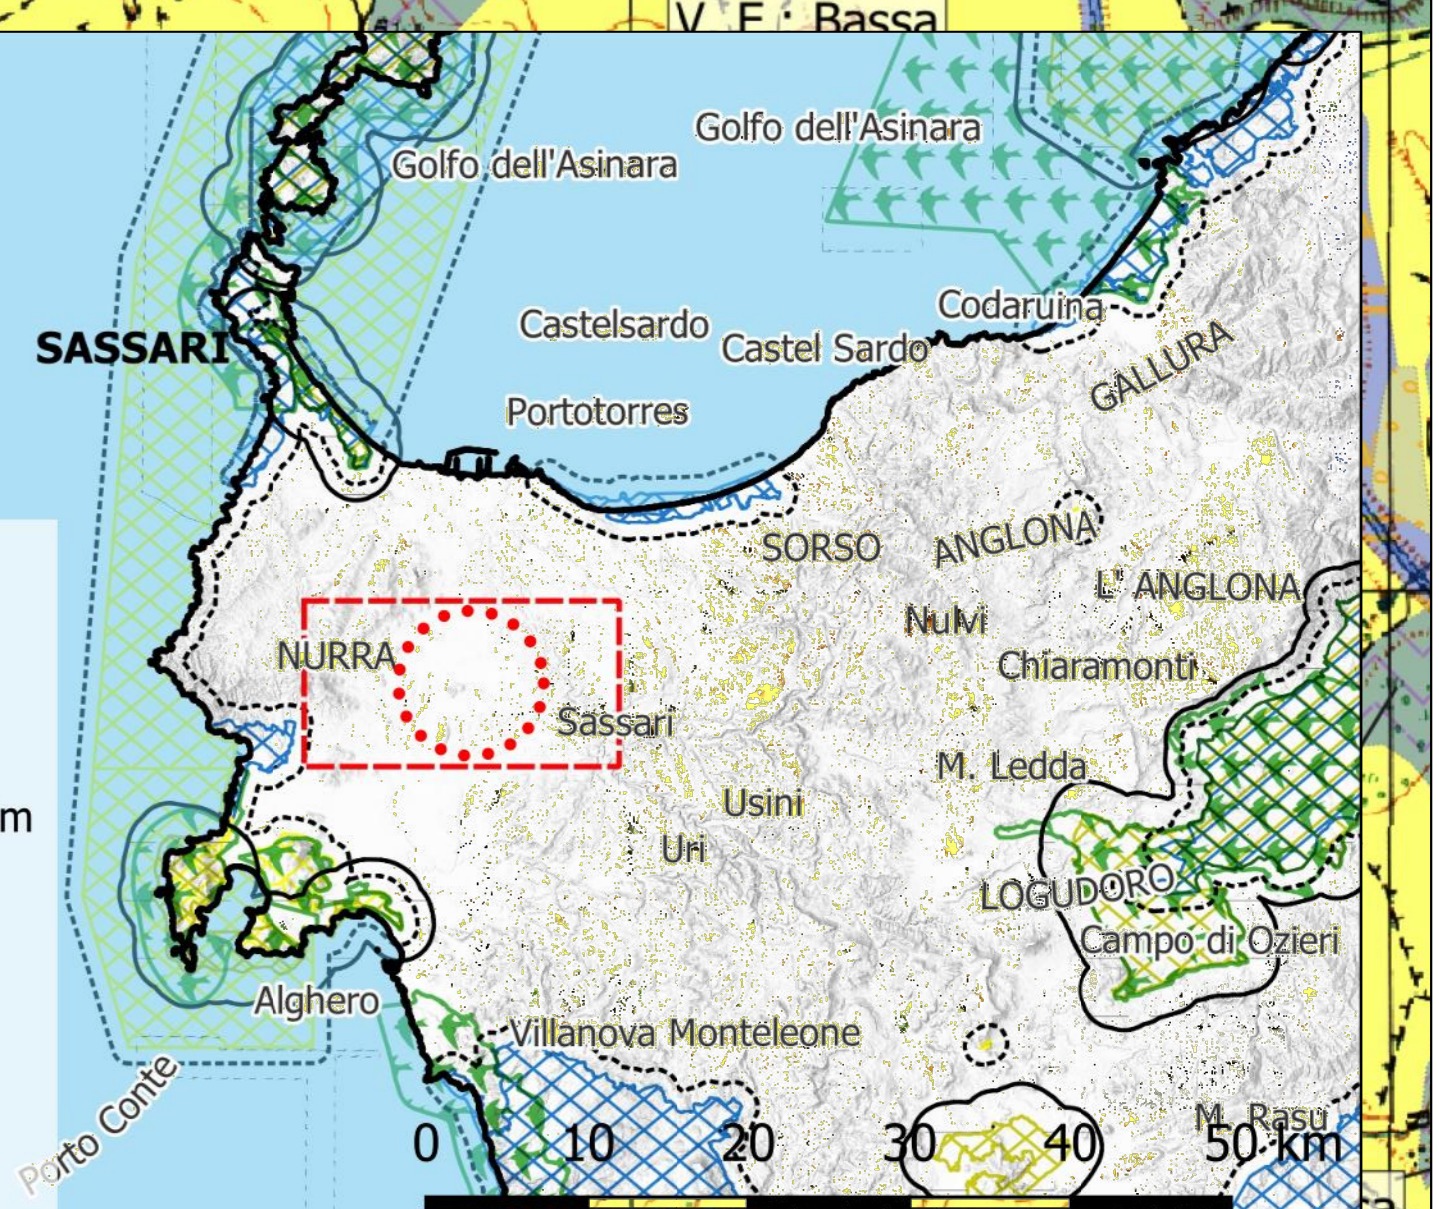 V. F.: Bassa
Golfo dell'Asinara
Golfo dell'Asinara
Codaruina
SASSARI
Castelsardo
Castel Sardo
GALLURA
Portotorres
SORSO
ANGLONA
L' ANGLONA
Nulvi
NURRA
Chiaramonti
Sassari
M. Ledda
Usini
m
Uri
LOGUDORO
Campo di Ozieri
Alghero
Villanova Monteleone
Porto Conte
M. Rasu
0 10 20 30 40 50 km